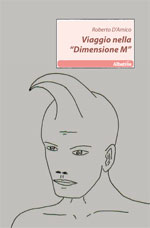 Roberto D'Amico
Viaggio nella
"Dimensione M"
Albatros